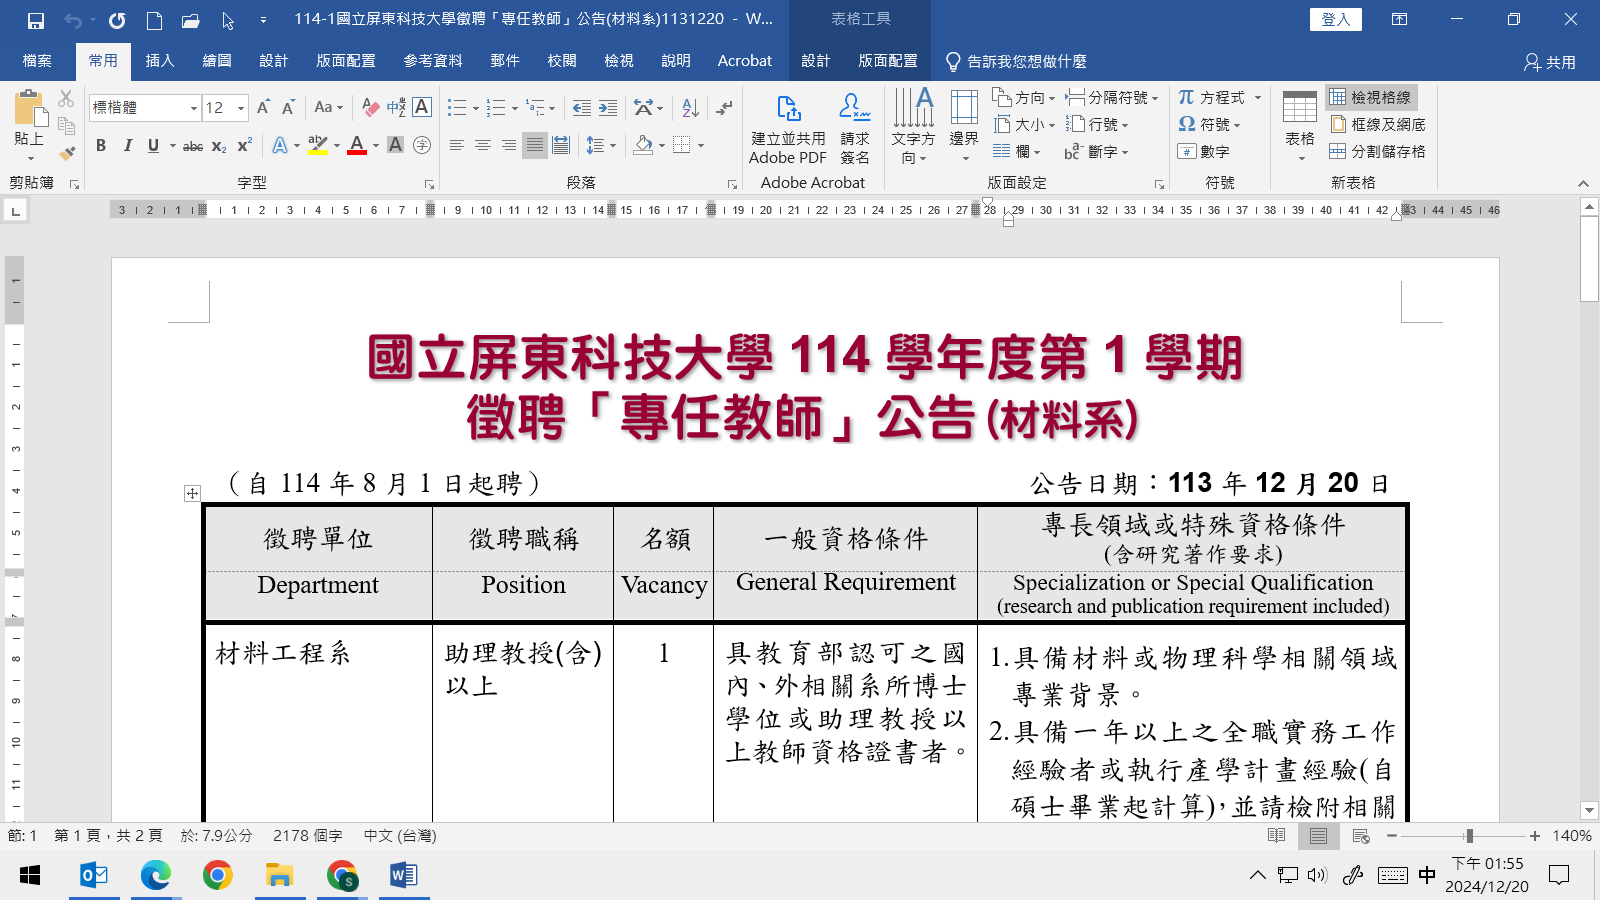 114-1國立屏東科技大學徵聘「專任教師」公告(材料系)1131220 - W...
表格工具
登入
檔案 常用 插入 繪圖 設計 版面配置 參考資料 郵件 校閱 檢視 說明 Acrobat 設計 版面配置 告訴我您想做什麼 共用
貼上
剪貼簿
標楷體 12
字型
段落
建立並共用 Adobe PDF
請求簽名
Adobe Acrobat
文字方向
邊界
方向 大小 欄
分隔符號 行號 斷字
版面設定
方程式
符號
數字
符號
表格
檢視格線
框線及網底
分割儲存格
新表格
國立屏東科技大學 114 學年度第 1 學期
徵聘「專任教師」公告(材料系)
（自 114 年 8 月 1 日起聘） 公告日期：113 年 12 月 20 日
徵聘單位
Department
徵聘職稱
Position
名額
Vacancy
一般資格條件
General Requirement
專長領域或特殊資格條件
(含研究著作要求)
Specialization or Special Qualification
(research and publication requirement included)
材料工程系
助理教授(含)
以上
1
具教育部認可之國
內、外相關系所博士
學位或助理教授以
上教師資格證書者。
1.具備材料或物理科學相關領域
專業背景。
2.具備一年以上之全職實務工作
經驗者或執行產學計畫經驗(自
碩士畢業起計算)，並請檢附相關
節: 1 第 1 頁，共 2 頁 於: 7.9公分 2178 個字 中文 (台灣) 140%
中
下午 01:55
2024/12/20